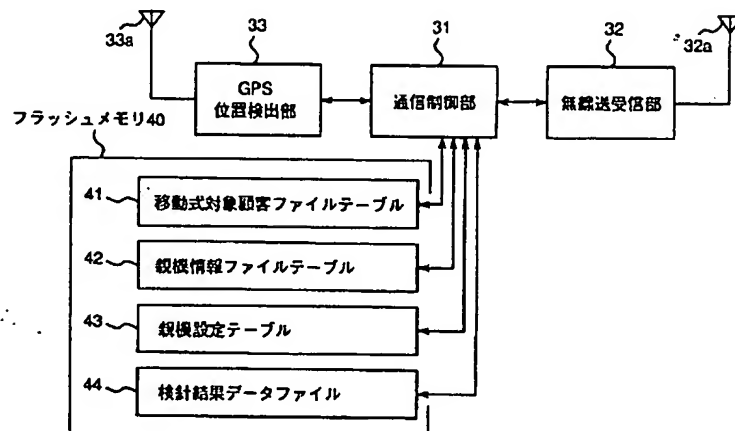 33a
33
31
32
32a
GPS
位置検出部
通信制御部
無線送受信部
フラッシュメモリ40
41
移動式対象顧客ファイルテーブル
42
親機情報ファイルテーブル
43
親機設定テーブル
44
検針結果データファイル